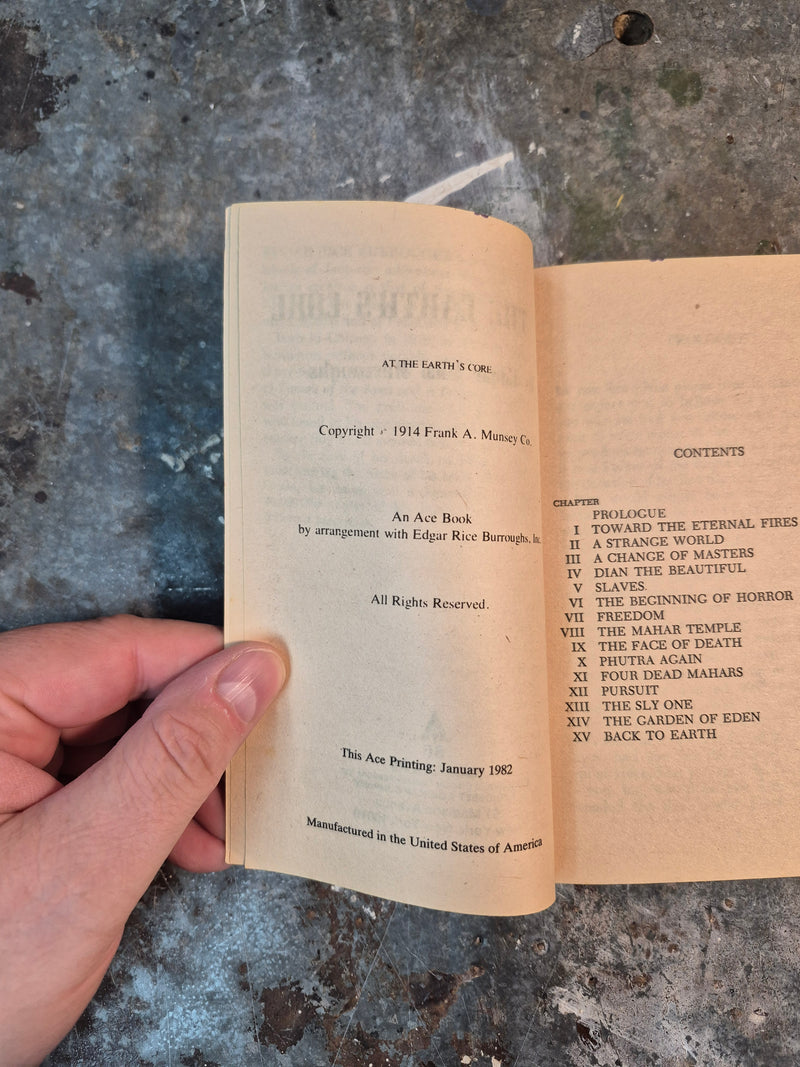 AT THE EARTH'S CORE
Copyright © 1914 Frank A. Munsey Co.
An Ace Book
by arrangement with Edgar Rice Burroughs, Inc.
All Rights Reserved.
This Ace Printing: January 1982
Manufactured in the United States of America
CONTENTS
CHAPTER
PROLOGUE
I TOWARD THE ETERNAL FIRES
II A STRANGE WORLD
III A CHANGE OF MASTERS
IV DIAN THE BEAUTIFUL
V SLAVES
VI THE BEGINNING OF HORROR
VII FREEDOM
VIII THE MAHAR TEMPLE
IX THE FACE OF DEATH
X PHUTRA AGAIN
XI FOUR DEAD MAHARS
XII PURSUIT
XIII THE SLY ONE
XIV THE GARDEN OF EDEN
XV BACK TO EARTH